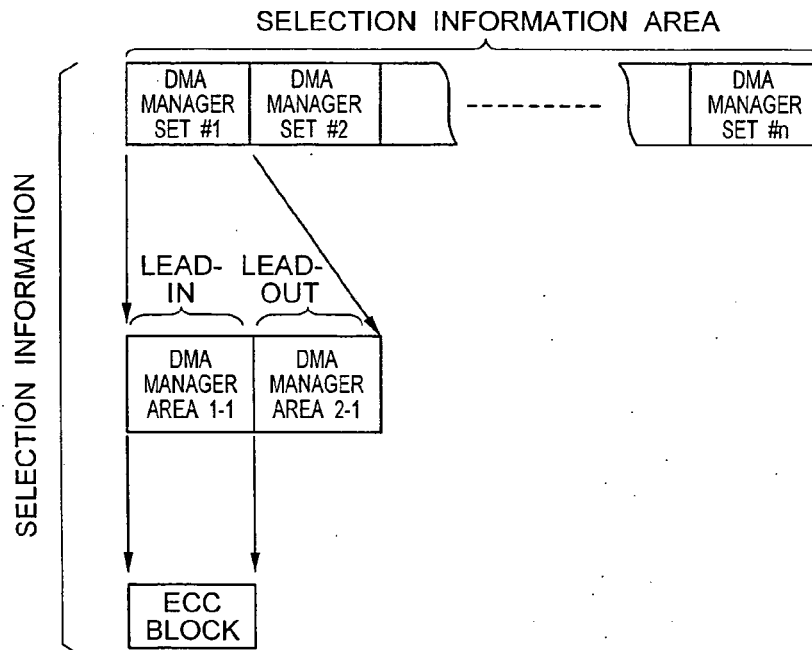 SELECTION INFORMATION AREA
DMA
MANAGER
SET #1
DMA
MANAGER
SET #2
DMA
MANAGER
SET #n
SELECTION INFORMATION
LEAD-
IN
LEAD-
OUT
DMA
MANAGER
AREA 1-1
DMA
MANAGER
AREA 2-1
ECC
BLOCK